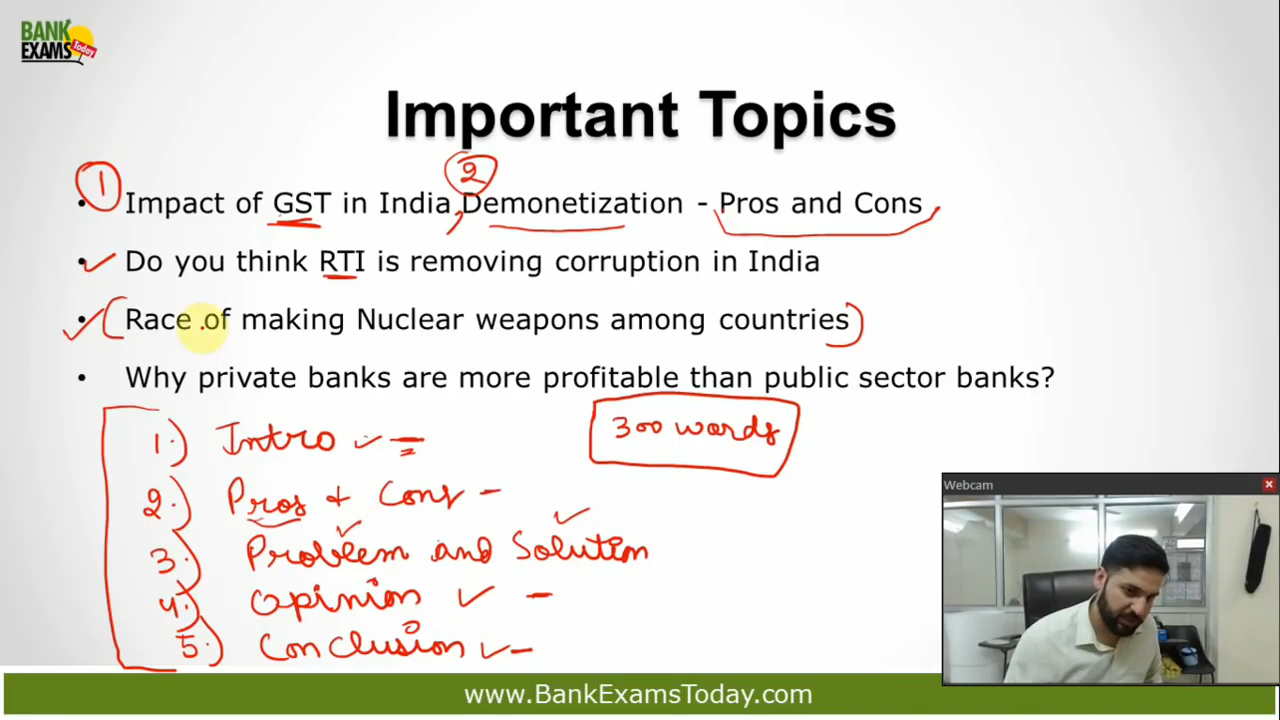 BANK
EXAMS Today
Important Topics
1
2
• Impact of GST in India, Demonetization - Pros and Cons
• Do you think RTI is removing corruption in India
• Race of making Nuclear weapons among countries
• Why private banks are more profitable than public sector banks?
300 words
1.) Intro
2.) Pros + Cons
3.) Problem and Solution
4.) Opinion
5.) Conclusion
Webcam
www.BankExamsToday.com